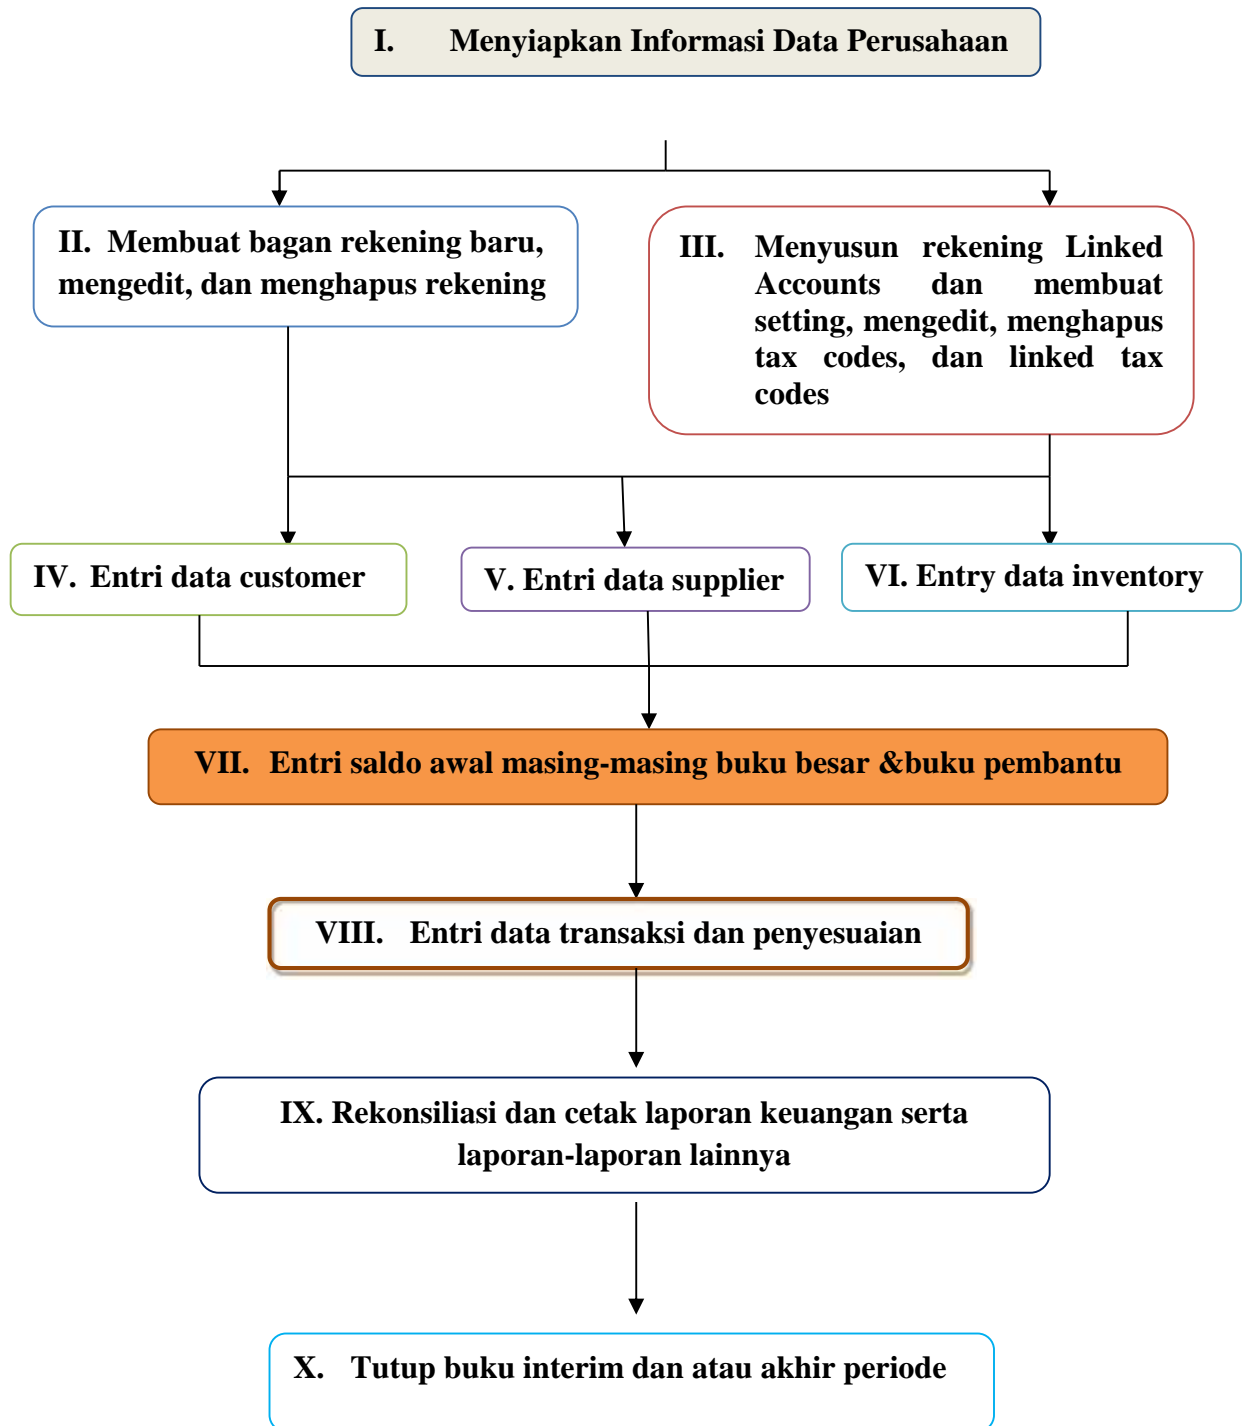 I. Menyiapkan Informasi Data Perusahaan
II. Membuat bagan rekening baru,
mengedit, dan menghapus rekening
III. Menyusun rekening Linked
Accounts dan membuat
setting, mengedit, menghapus
tax codes, dan linked tax
codes
IV. Entri data customer
V. Entri data supplier
VI. Entry data inventory
VII. Entri saldo awal masing-masing buku besar &buku pembantu
VIII. Entri data transaksi dan penyesuaian
IX. Rekonsiliasi dan cetak laporan keuangan serta
laporan-laporan lainnya
X. Tutup buku interim dan atau akhir periode